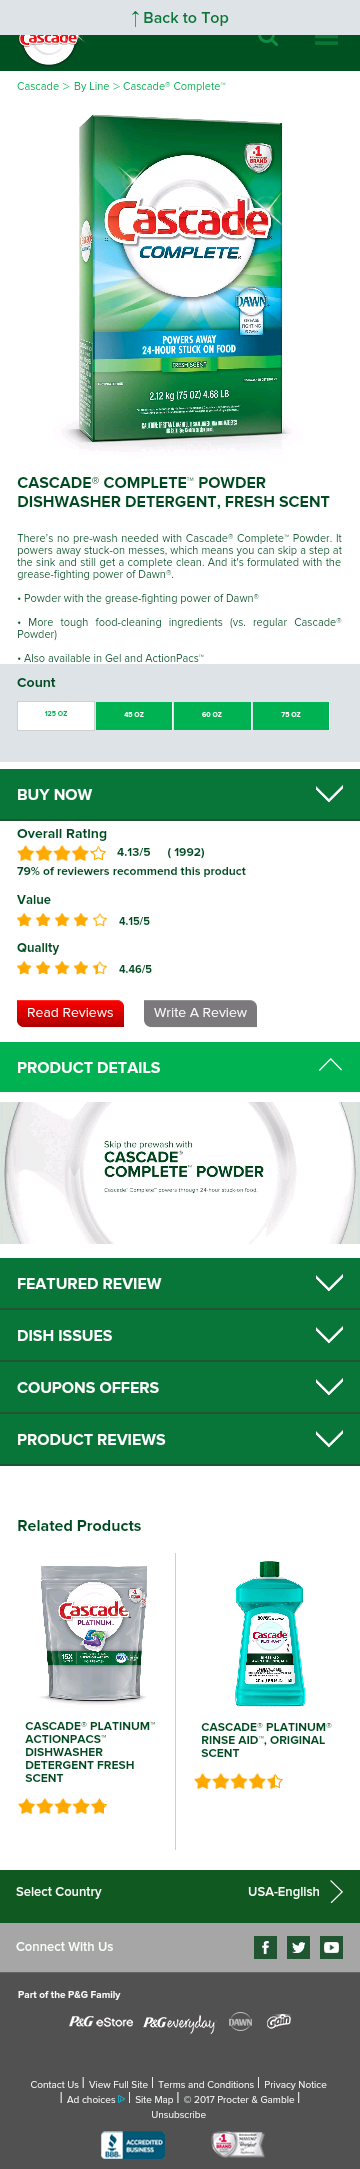 ↑ Back to Top
Cascade
Cascade > By Line > Cascade® Complete™
#1
BRAND
Cascade
COMPLETE
DAWN
GREASE
FIGHTING
POWERS AWAY
24-HOUR STUCK ON FOOD
FRESH SCENT
2.12 kg (75 OZ) 4.68 LB
CASCADE® COMPLETE™ POWDER
DISHWASHER DETERGENT, FRESH SCENT
There's no pre-wash needed with Cascade® Complete™ Powder. It
powers away stuck-on messes, which means you can skip a step at
the sink and still get a complete clean. And it's formulated with the
grease-fighting power of Dawn®.
• Powder with the grease-fighting power of Dawn®
• More tough food-cleaning ingredients (vs. regular Cascade®
Powder)
• Also available in Gel and ActionPacs™
Count
125 OZ 45 OZ 60 OZ 75 OZ
BUY NOW
Overall Rating
4.13/5 ( 1992)
79% of reviewers recommend this product
Value
4.15/5
Quality
4.46/5
Read Reviews Write A Review
PRODUCT DETAILS
Skip the prewash with
CASCADE®
COMPLETE™ POWDER
Cascade® Complete™ powers through 24-hour stuck-on food.
FEATURED REVIEW
DISH ISSUES
COUPONS OFFERS
PRODUCT REVIEWS
Related Products
Cascade
PLATINUM
15X
Cascade
PLATINUM
CASCADE® PLATINUM™
ACTIONPACS™
DISHWASHER
DETERGENT FRESH
SCENT
CASCADE® PLATINUM®
RINSE AID™, ORIGINAL
SCENT
Select Country USA-English
Connect With Us
Part of the P&G Family
P&G eStore P&G everyday DAWN Gain
Contact Us | View Full Site | Terms and Conditions | Privacy Notice
| Ad choices | Site Map | © 2017 Procter & Gamble |
Unsubscribe
BBB ACCREDITED
BUSINESS
#1
BRAND